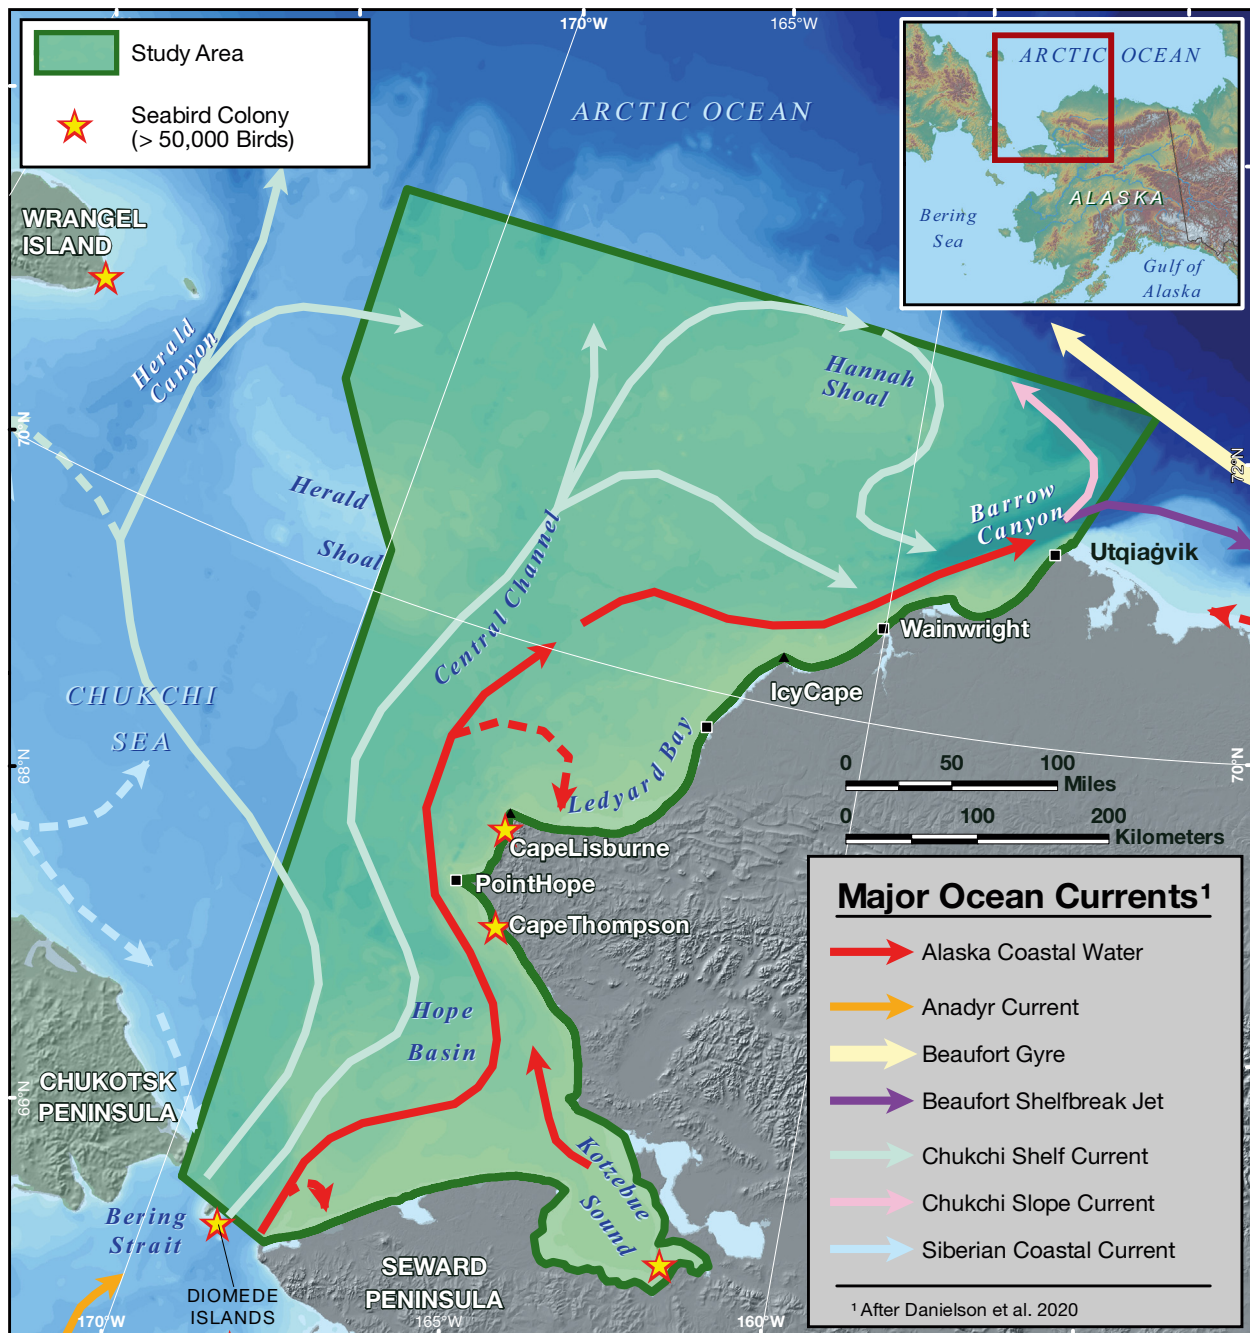 170°W
165°W
Study Area
Seabird Colony
(> 50,000 Birds)
ARCTIC OCEAN
ARCTIC OCEAN
ALASKA
Bering
Sea
Gulf of
Alaska
WRANGEL
ISLAND
Herald
Canyon
Hannah
Shoal
70°N
72°N
Herald
Shoal
Barrow
Canyon
Utqiaġvik
Central Channel
Wainwright
IcyCape
CHUKCHI
SEA
Ledyard Bay
68°N
70°N
0 50 100
Miles
0 100 200
Kilometers
CapeLisburne
PointHope
CapeThompson
Hope
Basin
66°N
CHUKOTSK
PENINSULA
Kotzebue
Sound
Bering
Strait
DIOMEDE
ISLANDS
SEWARD
PENINSULA
170°W
165°W
160°W
Major Ocean Currents¹
Alaska Coastal Water
Anadyr Current
Beaufort Gyre
Beaufort Shelfbreak Jet
Chukchi Shelf Current
Chukchi Slope Current
Siberian Coastal Current
¹ After Danielson et al. 2020